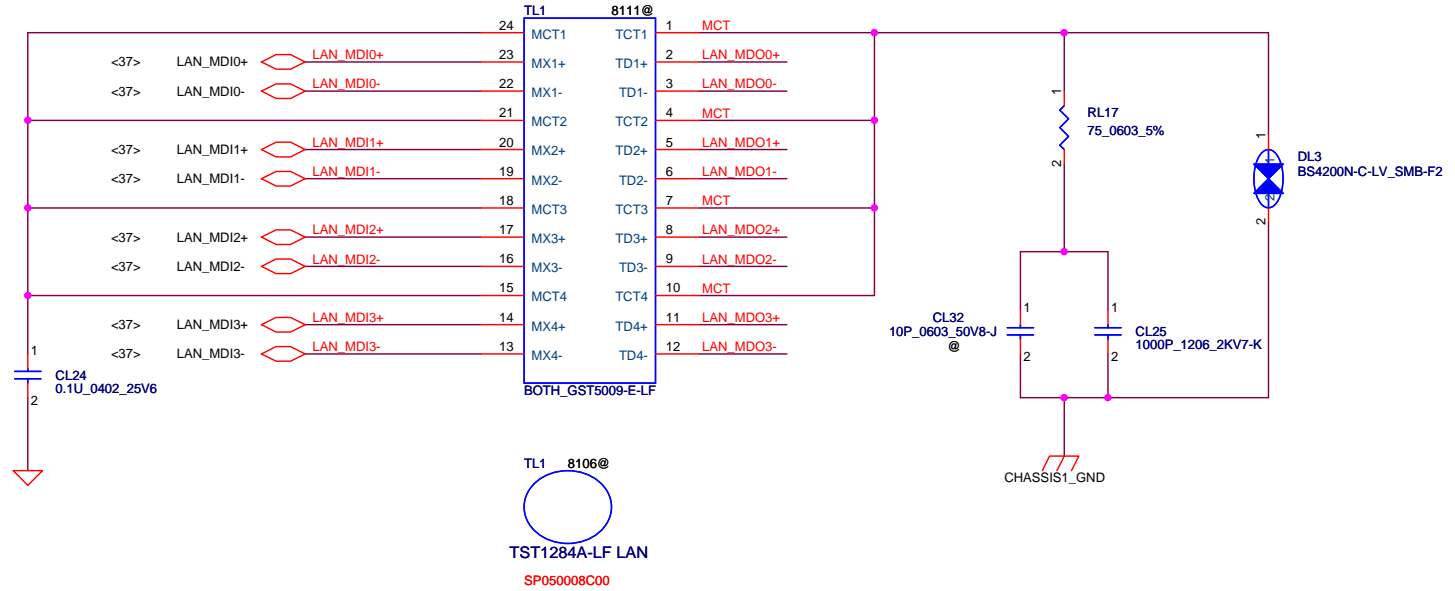 TL1 8111@
24 MCT1 TCT1 1 MCT
<37> LAN_MDI0+ LAN_MDI0+ 23 MX1+ TD1+ 2 LAN_MDO0+
<37> LAN_MDI0- LAN_MDI0- 22 MX1- TD1- 3 LAN_MDO0-
21 MCT2 TCT2 4 MCT
<37> LAN_MDI1+ LAN_MDI1+ 20 MX2+ TD2+ 5 LAN_MDO1+
<37> LAN_MDI1- LAN_MDI1- 19 MX2- TD2- 6 LAN_MDO1-
18 MCT3 TCT3 7 MCT
<37> LAN_MDI2+ LAN_MDI2+ 17 MX3+ TD3+ 8 LAN_MDO2+
<37> LAN_MDI2- LAN_MDI2- 16 MX3- TD3- 9 LAN_MDO2-
15 MCT4 TCT4 10 MCT
<37> LAN_MDI3+ LAN_MDI3+ 14 MX4+ TD4+ 11 LAN_MDO3+
<37> LAN_MDI3- LAN_MDI3- 13 MX4- TD4- 12 LAN_MDO3-
BOTH_GST5009-E-LF
1
CL24
0.1U_0402_25V6
2
1
RL17
75_0603_5%
2
1
DL3
BS4200N-C-LV_SMB-F2
1
2
2
1
CL32
10P_0603_50V8-J
@
2
1
CL25
1000P_1206_2KV7-K
2
CHASSIS1_GND
TL1 8106@
TST1284A-LF LAN
SP050008C00